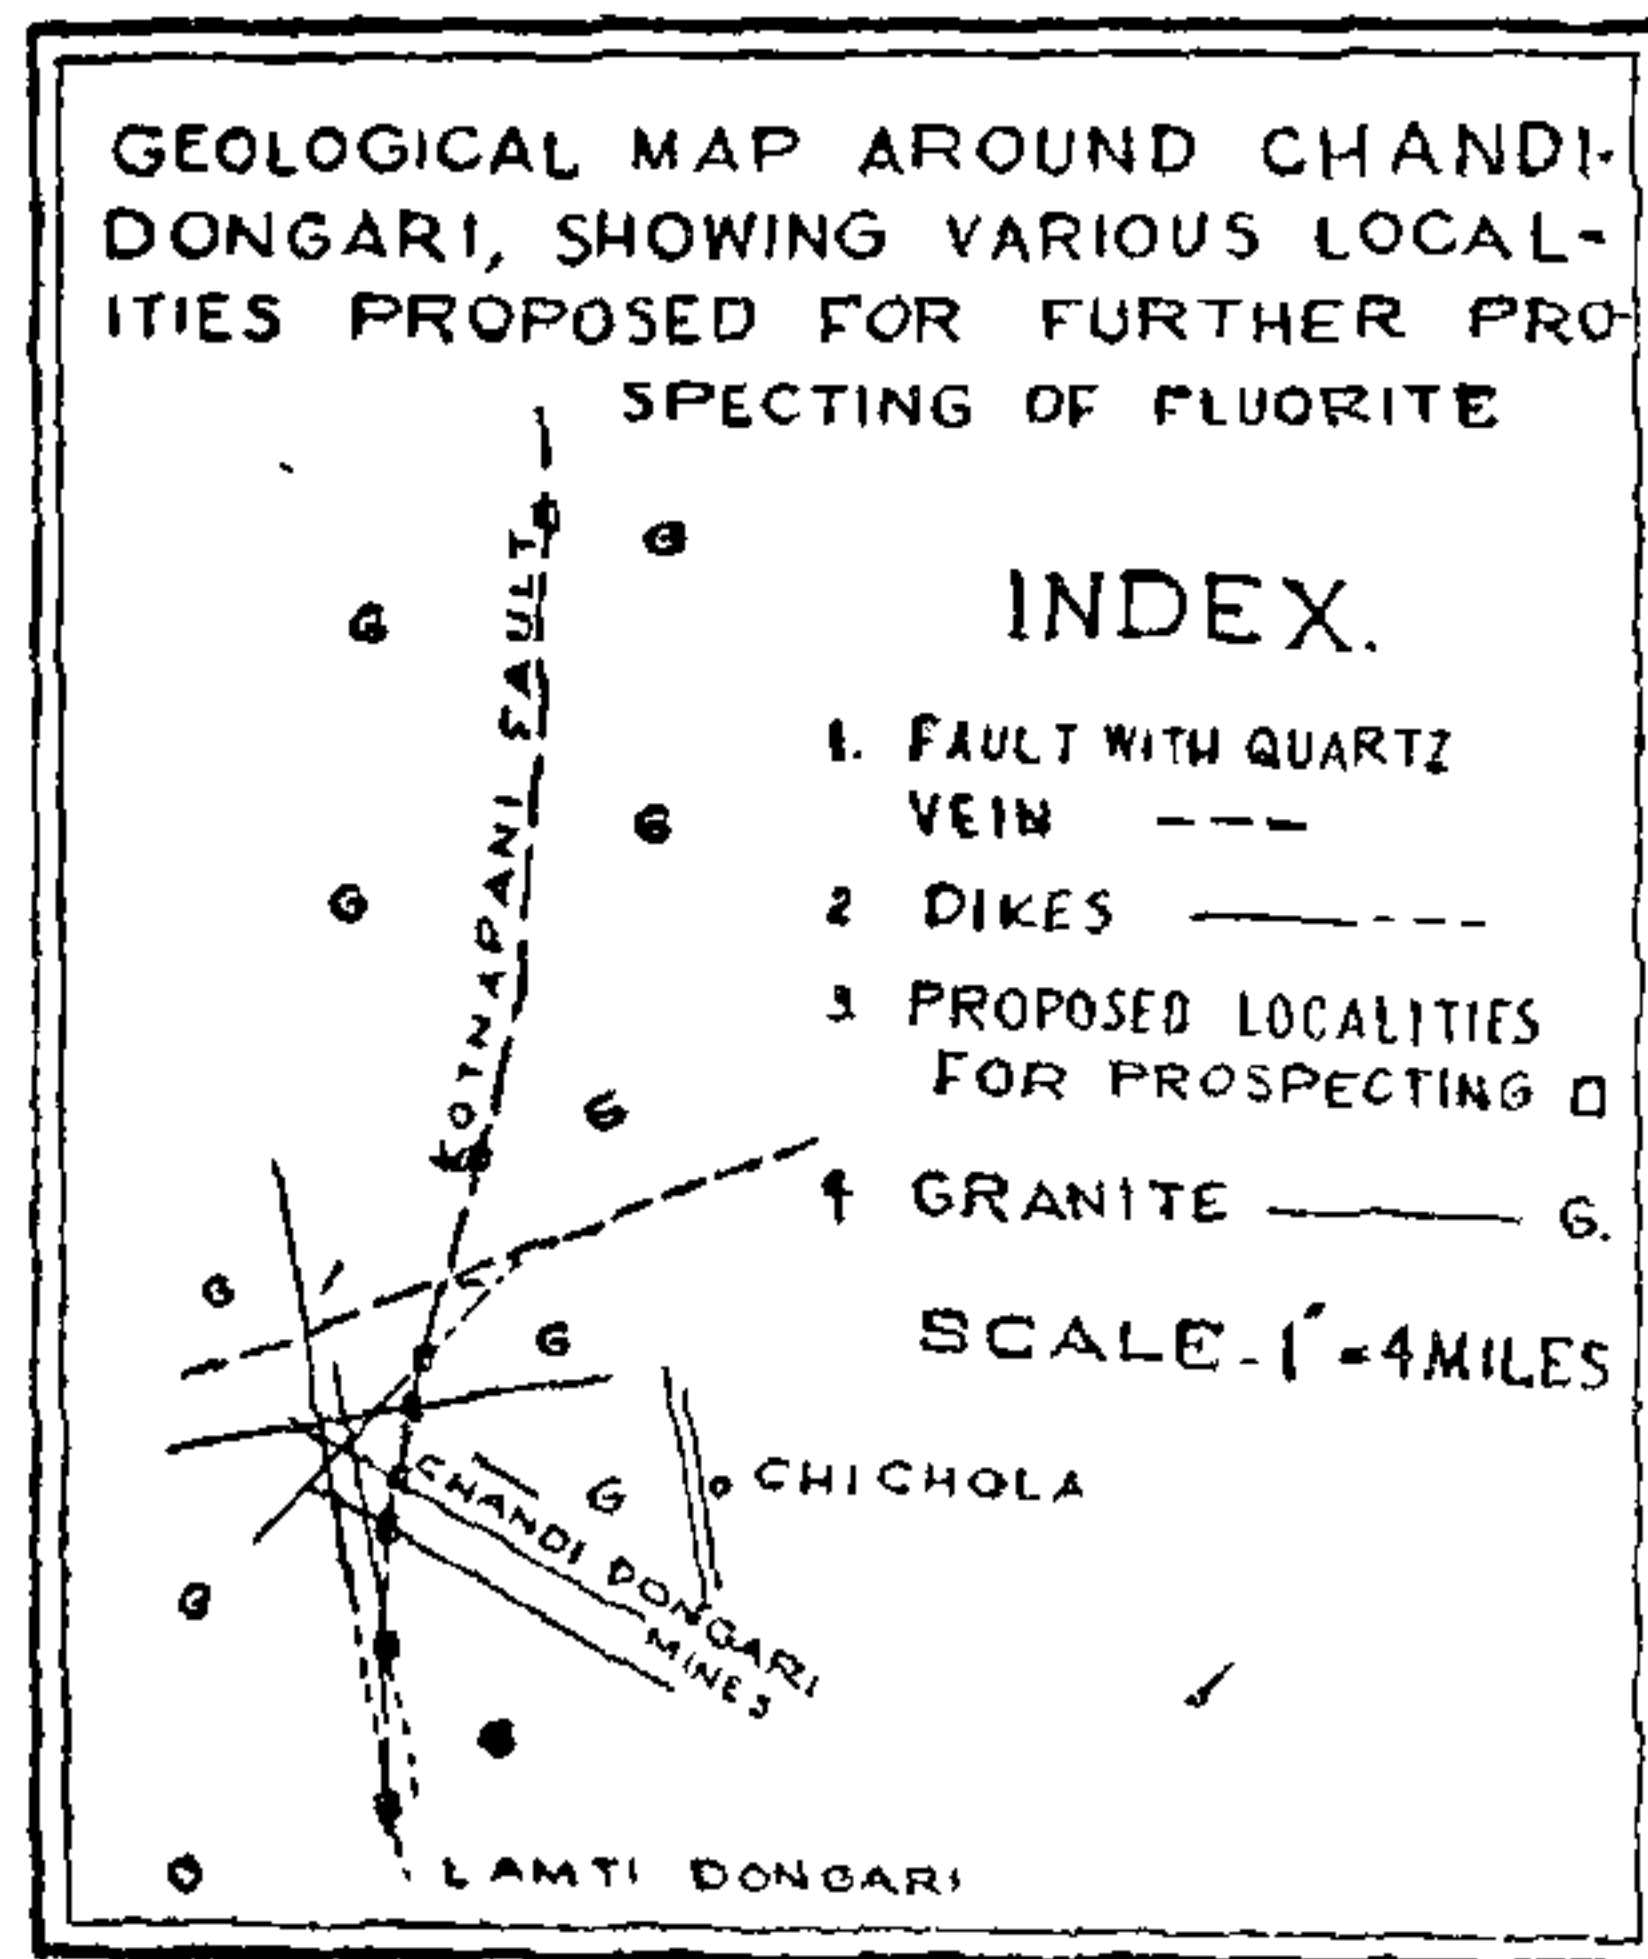 GEOLOGICAL MAP AROUND CHANDI-
DONGARI, SHOWING VARIOUS LOCAL-
ITIES PROPOSED FOR FURTHER PRO-
SPECTING OF FLUORITE
INDEX.
1. FAULT WITH QUARTZ
VEIN
2 DIKES
3 PROPOSED LOCALITIES
FOR PROSPECTING
4 GRANITE G.
SCALE-1"=4MILES
G
G
FAULT
G
G
G
G
G
CHICHOLA
G
CHANDI DONGARI
MINES
G
LAMTI DONGARI